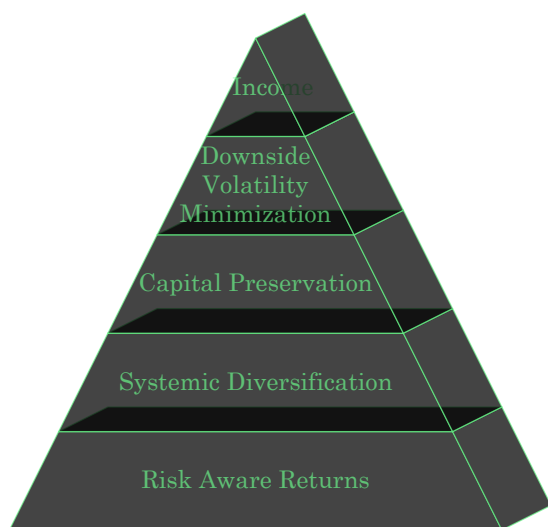 Income
Downside
Volatility
Minimization
Capital Preservation
Systemic Diversification
Risk Aware Returns